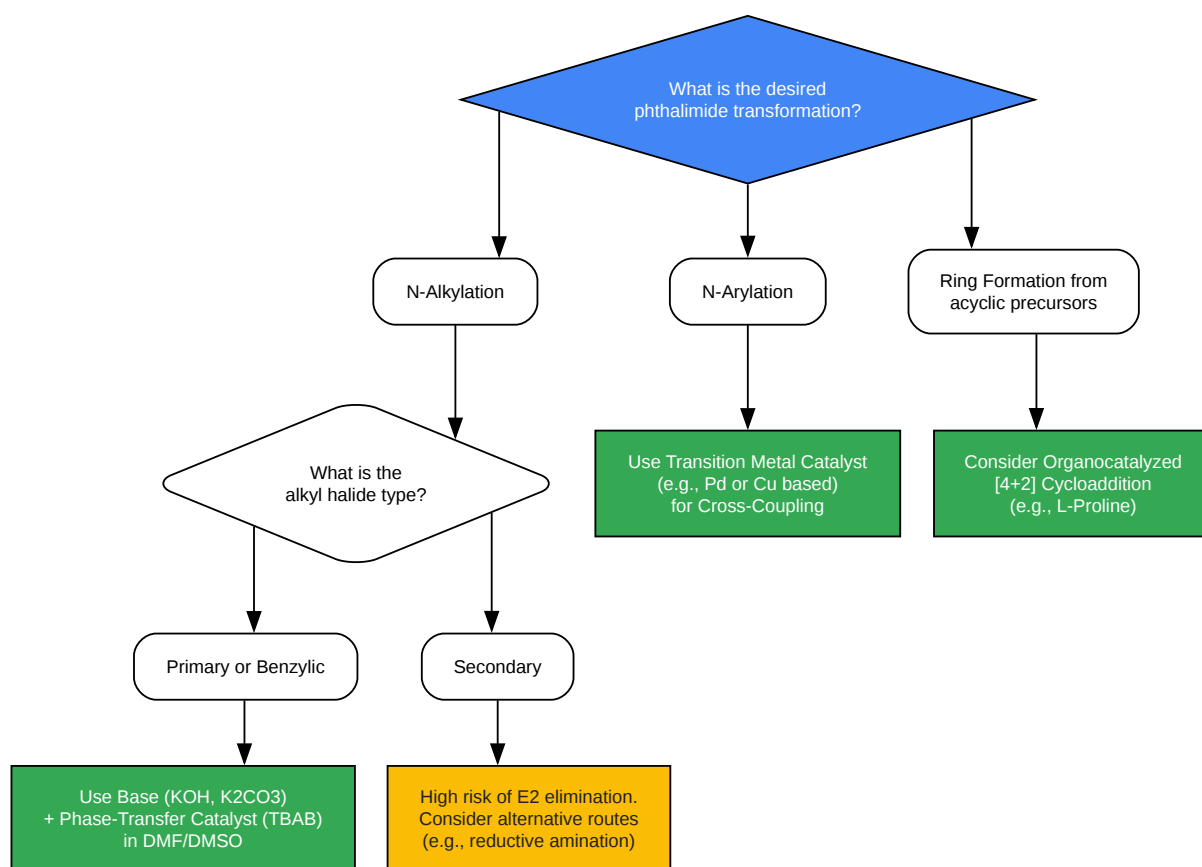 What is the desired
phthalimide transformation?
N-Alkylation
N-Arylation
Ring Formation from
acyclic precursors
What is the
alkyl halide type?
Use Transition Metal Catalyst
(e.g., Pd or Cu based)
for Cross-Coupling
Consider Organocatalyzed
[4+2] Cycloaddition
(e.g., L-Proline)
Primary or Benzylic
Secondary
Use Base (KOH, K2CO3)
+ Phase-Transfer Catalyst (TBAB)
in DMF/DMSO
High risk of E2 elimination.
Consider alternative routes
(e.g., reductive amination)